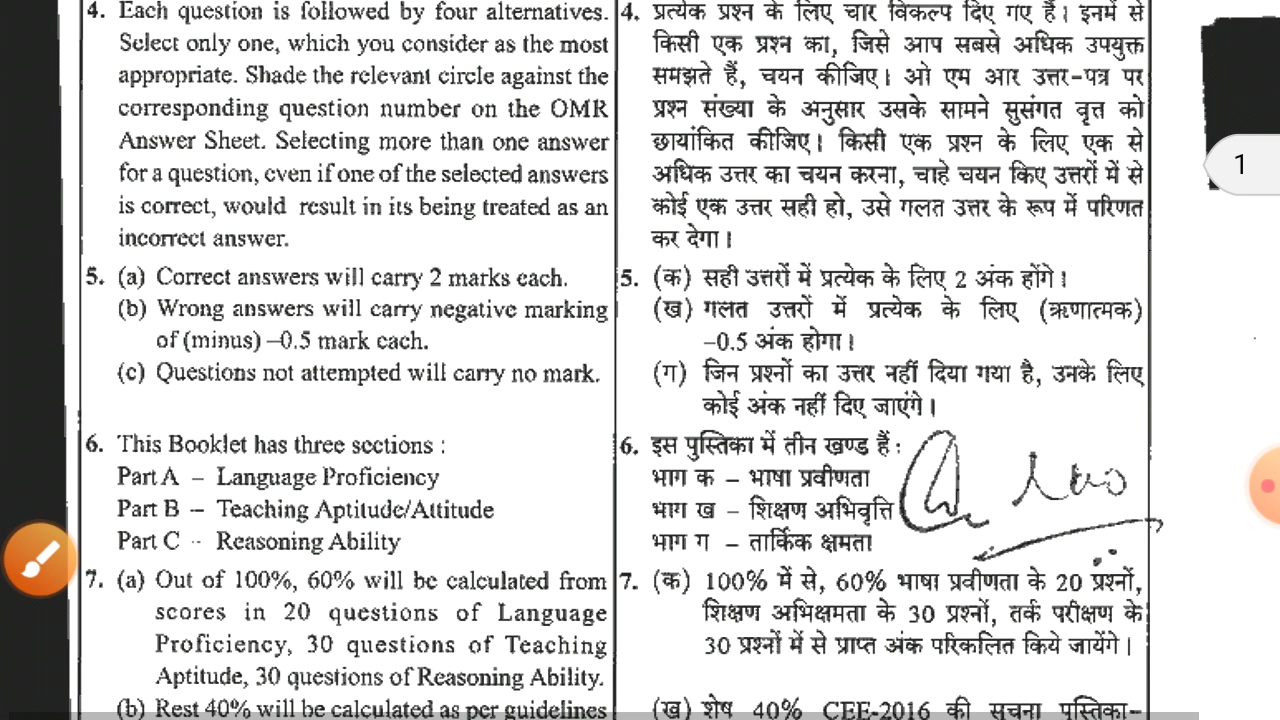 4. Each question is followed by four alternatives.
Select only one, which you consider as the most
appropriate. Shade the relevant circle against the
corresponding question number on the OMR
Answer Sheet. Selecting more than one answer
for a question, even if one of the selected answers
is correct, would result in its being treated as an
incorrect answer.
5. (a) Correct answers will carry 2 marks each.
(b) Wrong answers will carry negative marking
of (minus) –0.5 mark each.
(c) Questions not attempted will carry no mark.
6. This Booklet has three sections :
Part A – Language Proficiency
Part B – Teaching Aptitude/Attitude
Part C – Reasoning Ability
7. (a) Out of 100%, 60% will be calculated from
scores in 20 questions of Language
Proficiency, 30 questions of Teaching
Aptitude, 30 questions of Reasoning Ability.
(b) Rest 40% will be calculated as per guidelines
4. प्रत्येक प्रश्न के लिए चार विकल्प दिए गए हैं। इनमें से
किसी एक प्रश्न का, जिसे आप सबसे अधिक उपयुक्त
समझते हैं, चयन कीजिए। ओ एम आर उत्तर-पत्र पर
प्रश्न संख्या के अनुसार उसके सामने सुसंगत वृत्त को
छायांकित कीजिए। किसी एक प्रश्न के लिए एक से
अधिक उत्तर का चयन करना, चाहे चयन किए उत्तरों में से
कोई एक उत्तर सही हो, उसे गलत उत्तर के रूप में परिणत
कर देगा।
5. (क) सही उत्तरों में प्रत्येक के लिए 2 अंक होंगे।
(ख) गलत उत्तरों में प्रत्येक के लिए (ऋणात्मक)
–0.5 अंक होगा।
(ग) जिन प्रश्नों का उत्तर नहीं दिया गया है, उनके लिए
कोई अंक नहीं दिए जाएंगे।
6. इस पुस्तिका में तीन खण्ड हैं :
भाग क – भाषा प्रवीणता
भाग ख – शिक्षण अभिवृत्ति
भाग ग – तार्किक क्षमता
7. (क) 100% में से, 60% भाषा प्रवीणता के 20 प्रश्नों,
शिक्षण अभिक्षमता के 30 प्रश्नों, तर्क परीक्षण के
30 प्रश्नों में से प्राप्त अंक परिकलित किये जायेंगे।
(ख) शेष 40% CEE-2016 की सूचना पुस्तिका-
1